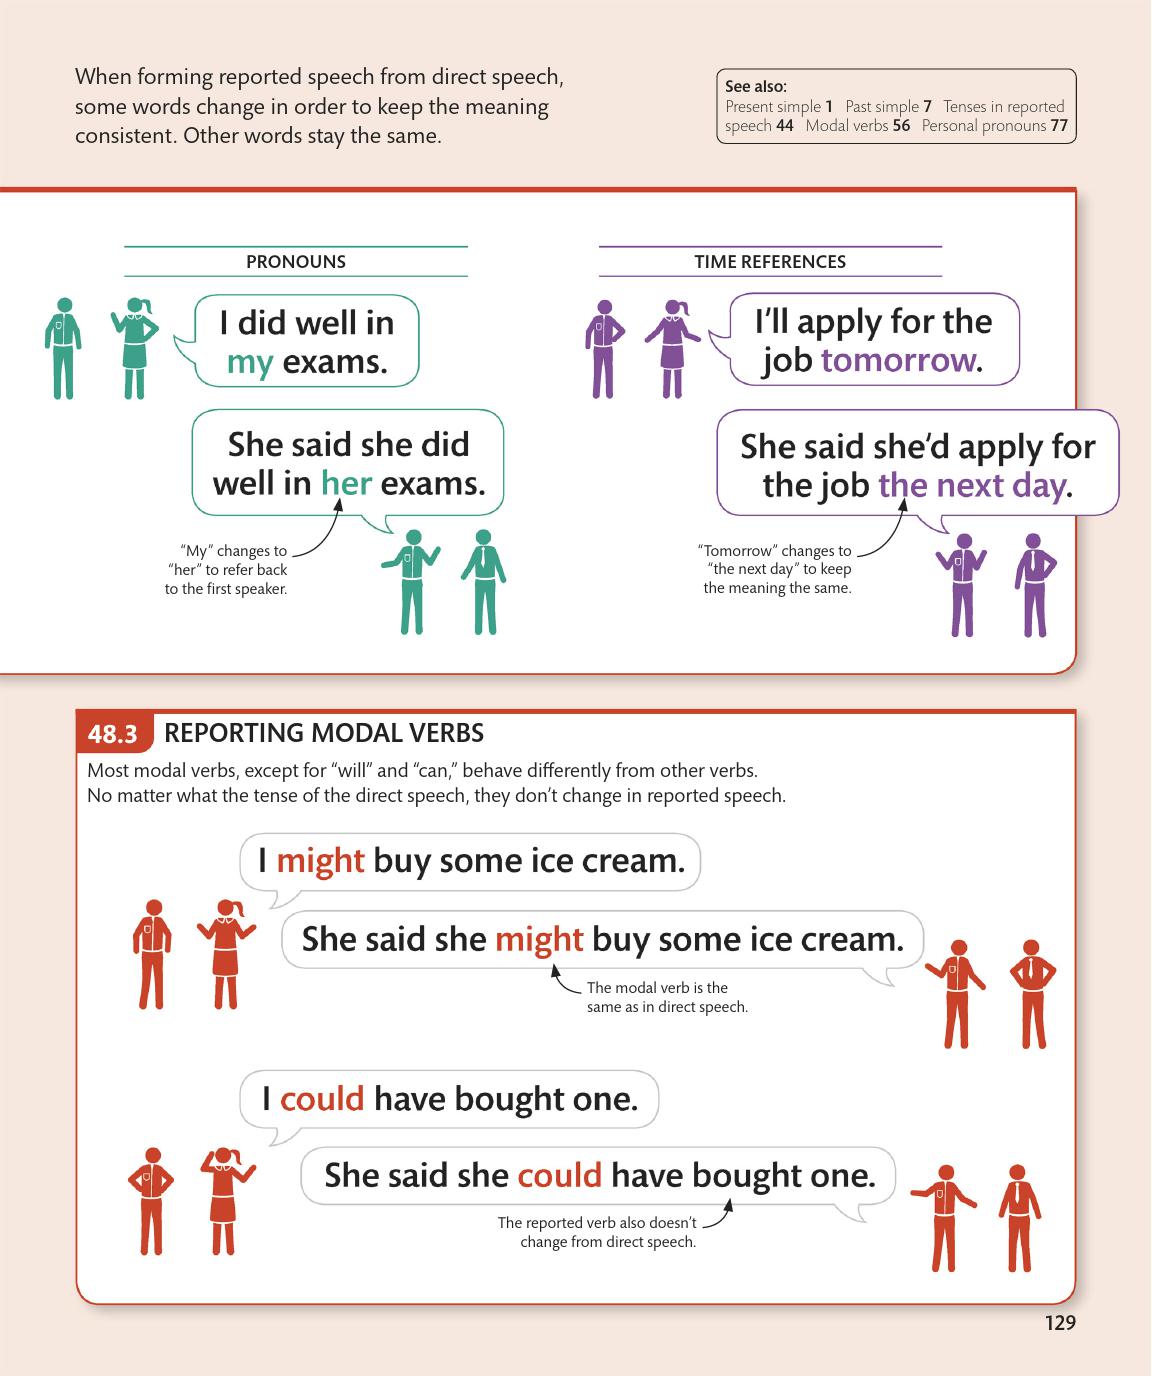 When forming reported speech from direct speech,
some words change in order to keep the meaning
consistent. Other words stay the same.
See also:
Present simple 1 Past simple 7 Tenses in reported
speech 44 Modal verbs 56 Personal pronouns 77
PRONOUNS
I did well in
my exams.
She said she did
well in her exams.
“My” changes to
“her” to refer back
to the first speaker.
TIME REFERENCES
I’ll apply for the
job tomorrow.
She said she’d apply for
the job the next day.
“Tomorrow” changes to
“the next day” to keep
the meaning the same.
48.3 REPORTING MODAL VERBS
Most modal verbs, except for “will” and “can,” behave differently from other verbs.
No matter what the tense of the direct speech, they don’t change in reported speech.
I might buy some ice cream.
She said she might buy some ice cream.
The modal verb is the
same as in direct speech.
I could have bought one.
She said she could have bought one.
The reported verb also doesn’t
change from direct speech.
129